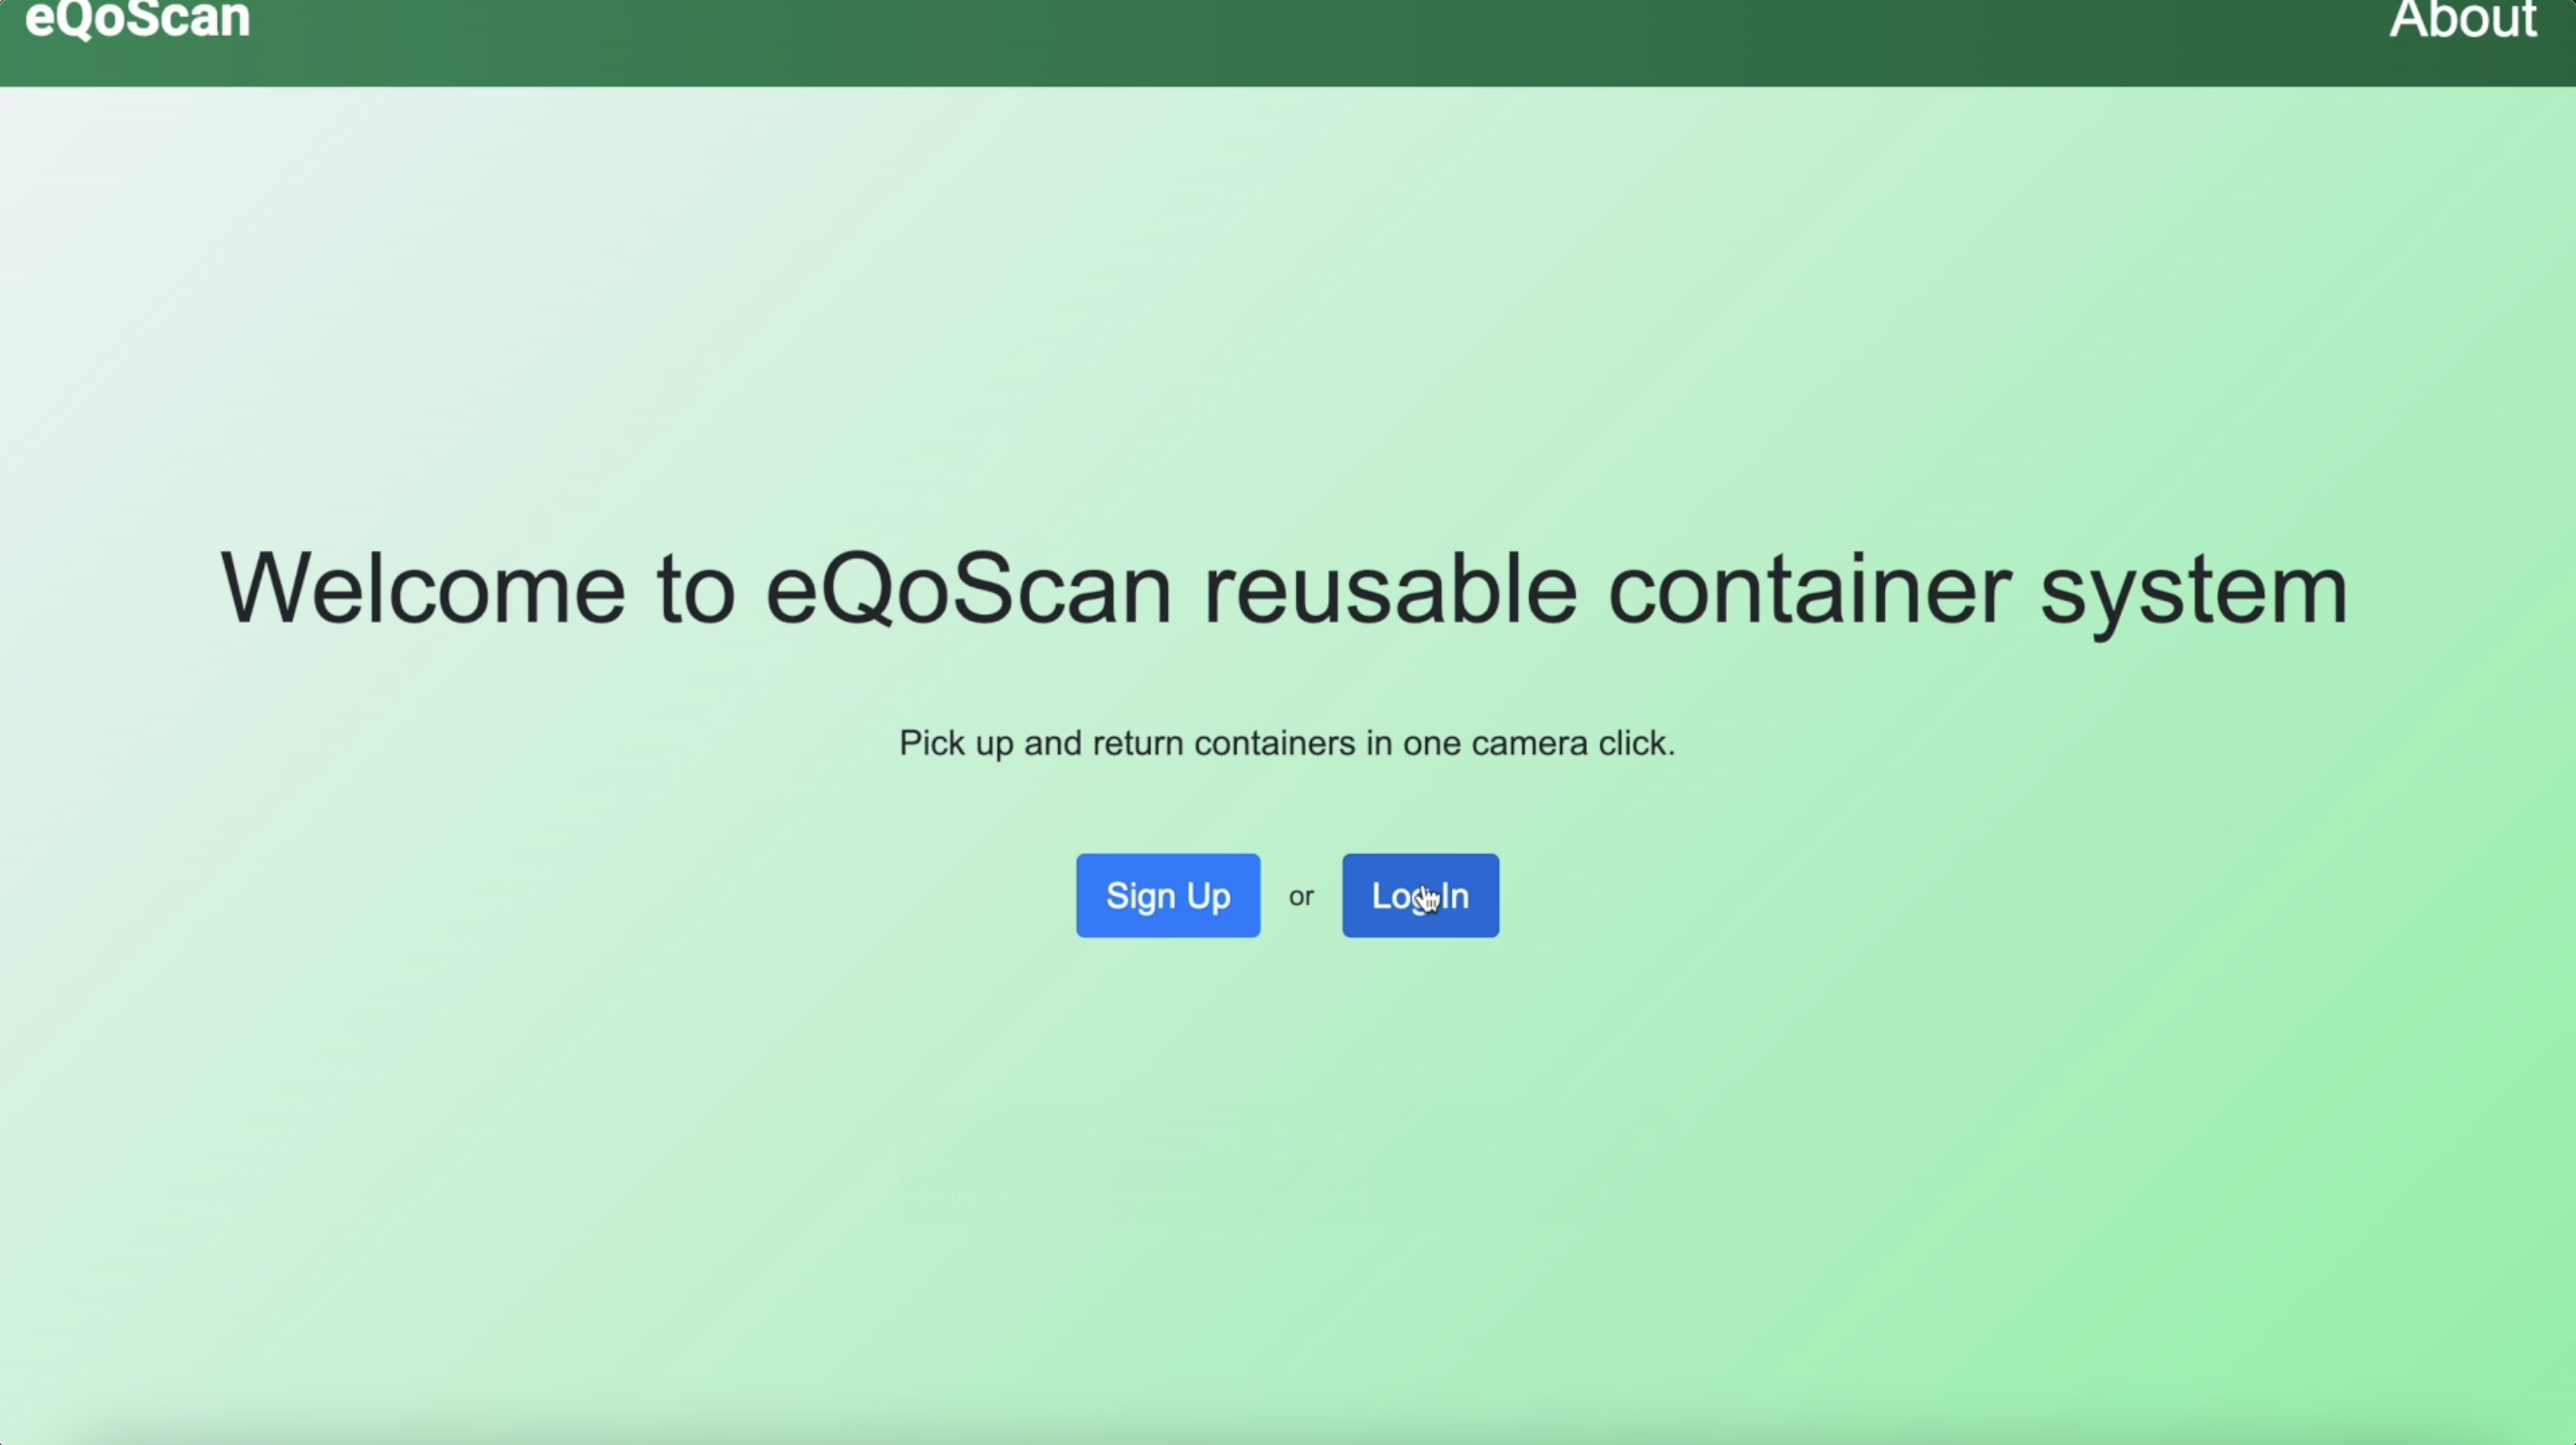 eQoScan
About
Welcome to eQoScan reusable container system
Pick up and return containers in one camera click.
Sign Up or Log In